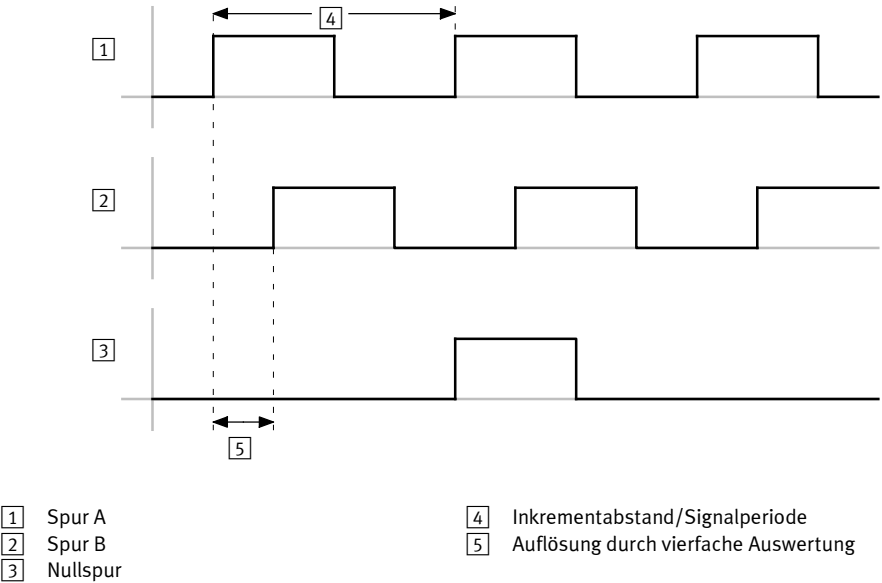 4
1
2
3
5
1 Spur A
2 Spur B
3 Nullspur
4 Inkrementabstand/Signalperiode
5 Auflösung durch vierfache Auswertung